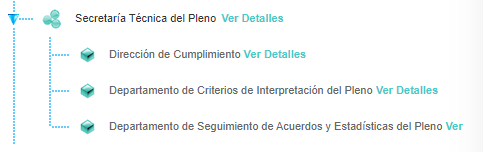 Secretaría Técnica del Pleno Ver Detalles
Dirección de Cumplimiento Ver Detalles
Departamento de Criterios de Interpretación del Pleno Ver Detalles
Departamento de Seguimiento de Acuerdos y Estadísticas del Pleno Ver